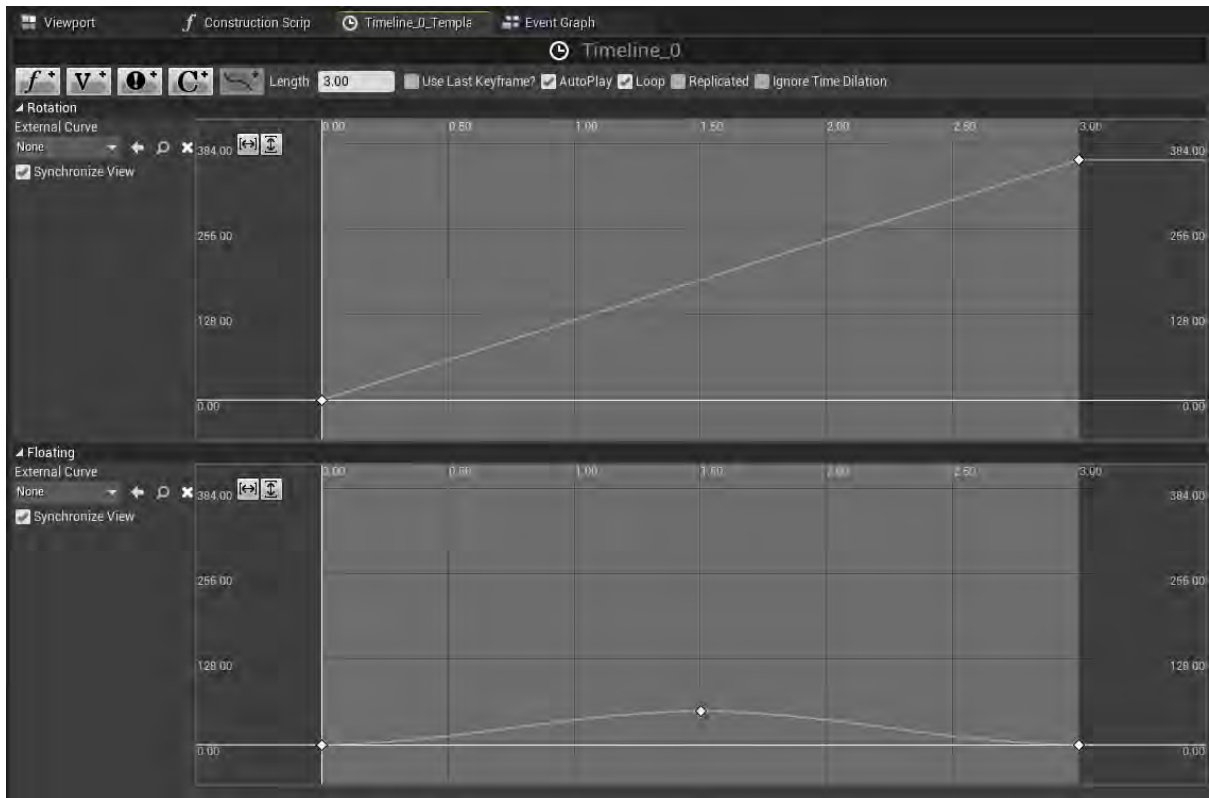 Viewport
Construction Scrip
Timeline_0_Templa
Event Graph
Timeline_0
f+ V+ !+ C+ Length 3.00 Use Last Keyframe? AutoPlay Loop Replicated Ignore Time Dilation
Rotation
External Curve
None
Synchronize View
0.00 0.50 1.00 1.50 2.00 2.50 3.00
384.00 384.00
256.00 256.00
128.00 128.00
0.00 0.00
Floating
External Curve
None
Synchronize View
0.00 0.50 1.00 1.50 2.00 2.50 3.00
384.00 384.00
256.00 256.00
128.00 128.00
0.00 0.00